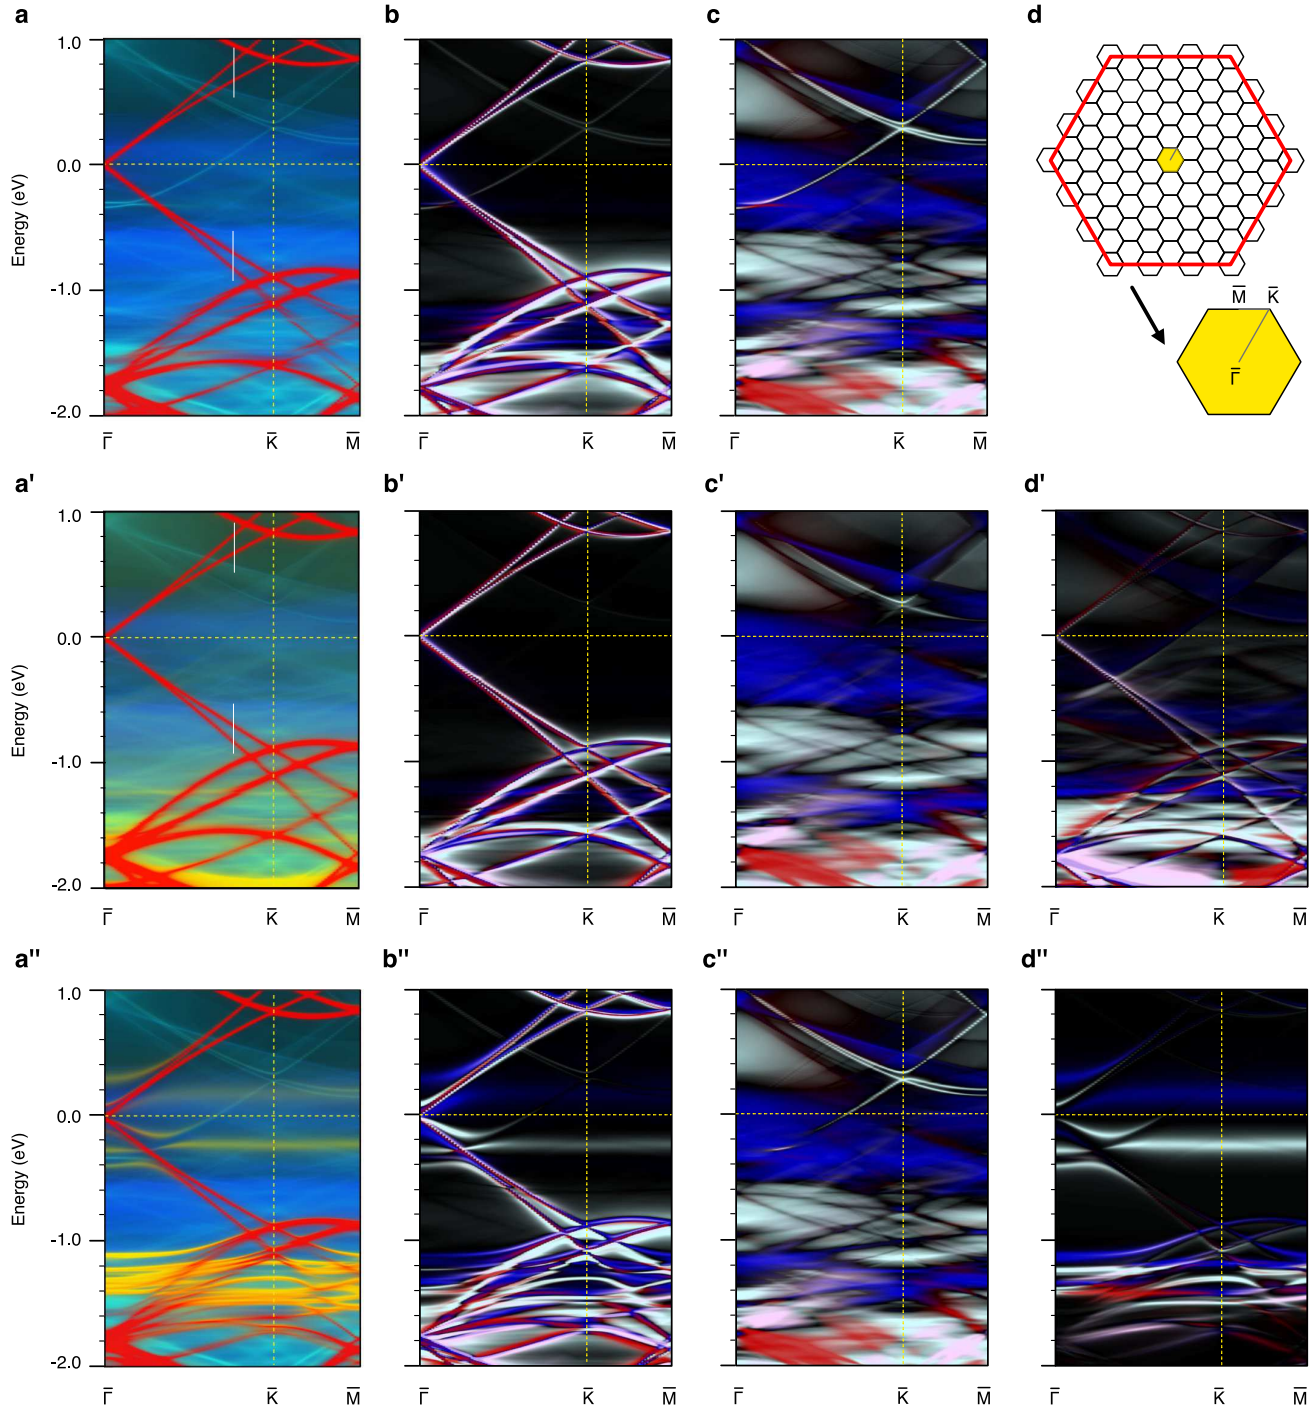 a b c d
1.0
0.0
-1.0
-2.0
Energy (eV)
Γ̅ K̅ M̅
Γ̅ K̅ M̅
Γ̅ K̅ M̅
M̅ K̅
Γ̅
a' b' c' d'
1.0
0.0
-1.0
-2.0
Energy (eV)
Γ̅ K̅ M̅
Γ̅ K̅ M̅
Γ̅ K̅ M̅
Γ̅ K̅ M̅
a" b" c" d"
1.0
0.0
-1.0
-2.0
Energy (eV)
Γ̅ K̅ M̅
Γ̅ K̅ M̅
Γ̅ K̅ M̅
Γ̅ K̅ M̅